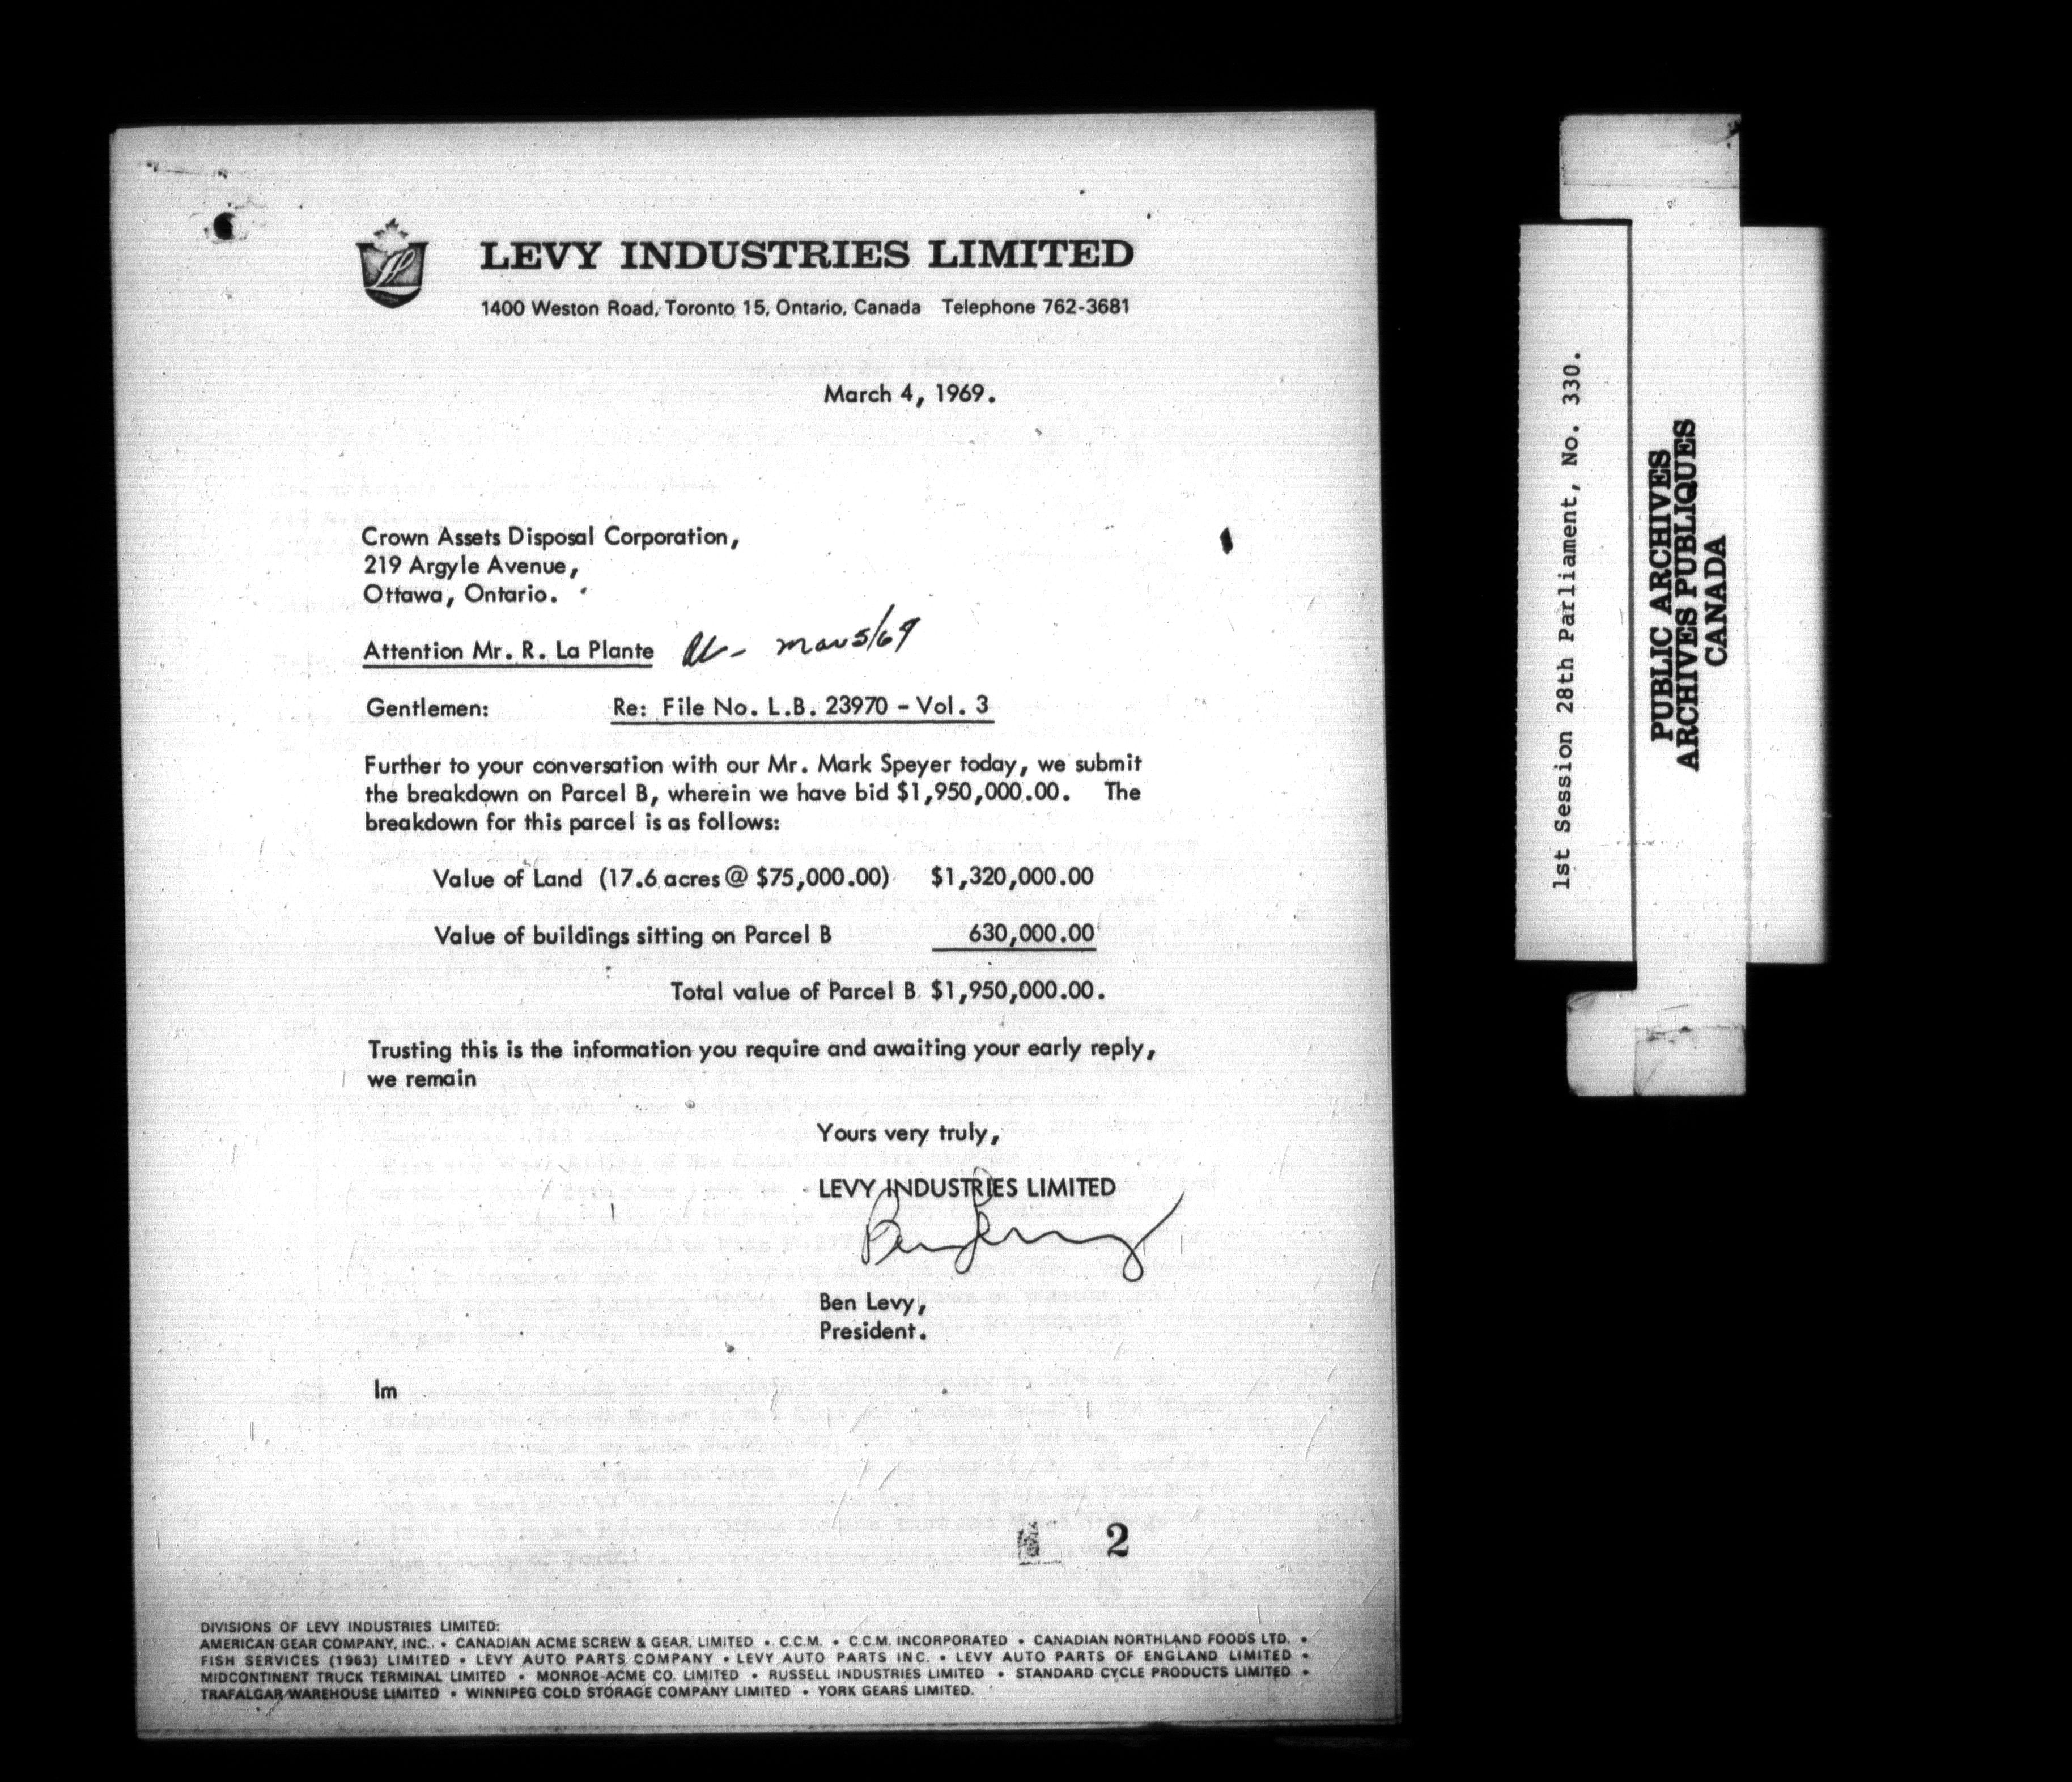 LEVY INDUSTRIES LIMITED
1400 Weston Road, Toronto 15, Ontario, Canada Telephone 762-3681
March 4, 1969.
Crown Assets Disposal Corporation,
219 Argyle Avenue,
Ottawa, Ontario.
Attention Mr. R. La Plante Mar 5/69
Gentlemen: Re: File No. L.B. 23970 - Vol. 3
Further to your conversation with our Mr. Mark Speyer today, we submit
the breakdown on Parcel B, wherein we have bid $1,950,000.00. The
breakdown for this parcel is as follows:
Value of Land (17.6 acres @ $75,000.00) $1,320,000.00
Value of buildings sitting on Parcel B 630,000.00
Total value of Parcel B $1,950,000.00.
Trusting this is the information you require and awaiting your early reply,
we remain
Yours very truly,
LEVY INDUSTRIES LIMITED
Ben Levy
Ben Levy,
President.
lm
2
DIVISIONS OF LEVY INDUSTRIES LIMITED:
AMERICAN GEAR COMPANY, INC. • CANADIAN ACME SCREW & GEAR, LIMITED • C.C.M. • C.C.M. INCORPORATED • CANADIAN NORTHLAND FOODS LTD. •
FISH SERVICES (1963) LIMITED • LEVY AUTO PARTS COMPANY • LEVY AUTO PARTS INC. • LEVY AUTO PARTS OF ENGLAND LIMITED •
MIDCONTINENT TRUCK TERMINAL LIMITED • MONROE-ACME CO. LIMITED • RUSSELL INDUSTRIES LIMITED • STANDARD CYCLE PRODUCTS LIMITED •
TRAFALGAR WAREHOUSE LIMITED • WINNIPEG COLD STORAGE COMPANY LIMITED • YORK GEARS LIMITED.
1st Session 28th Parliament, No. 330.
PUBLIC ARCHIVES
ARCHIVES PUBLIQUES
CANADA